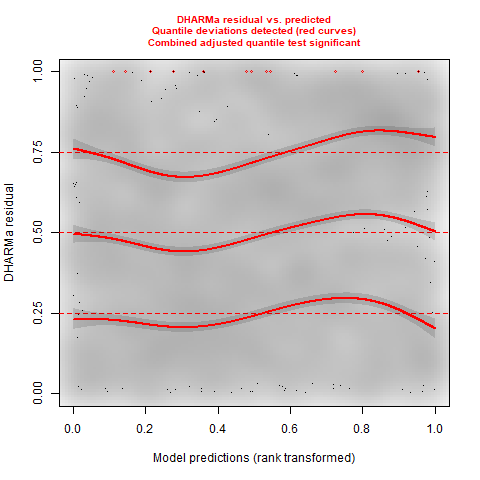 DHARMa residual vs. predicted
Quantile deviations detected (red curves)
Combined adjusted quantile test significant
1.00
0.75
0.50
0.25
0.00
DHARMa residual
0.0 0.2 0.4 0.6 0.8 1.0
Model predictions (rank transformed)